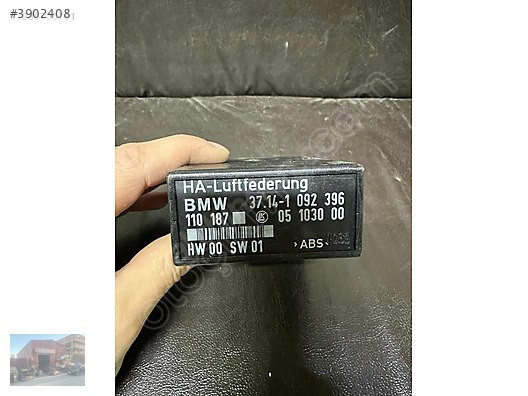 #3902408
HA-Luftfederung
BMW 37.14-1 092 396
110 187 05 1030 00
HW 00 SW 01 >ABS<